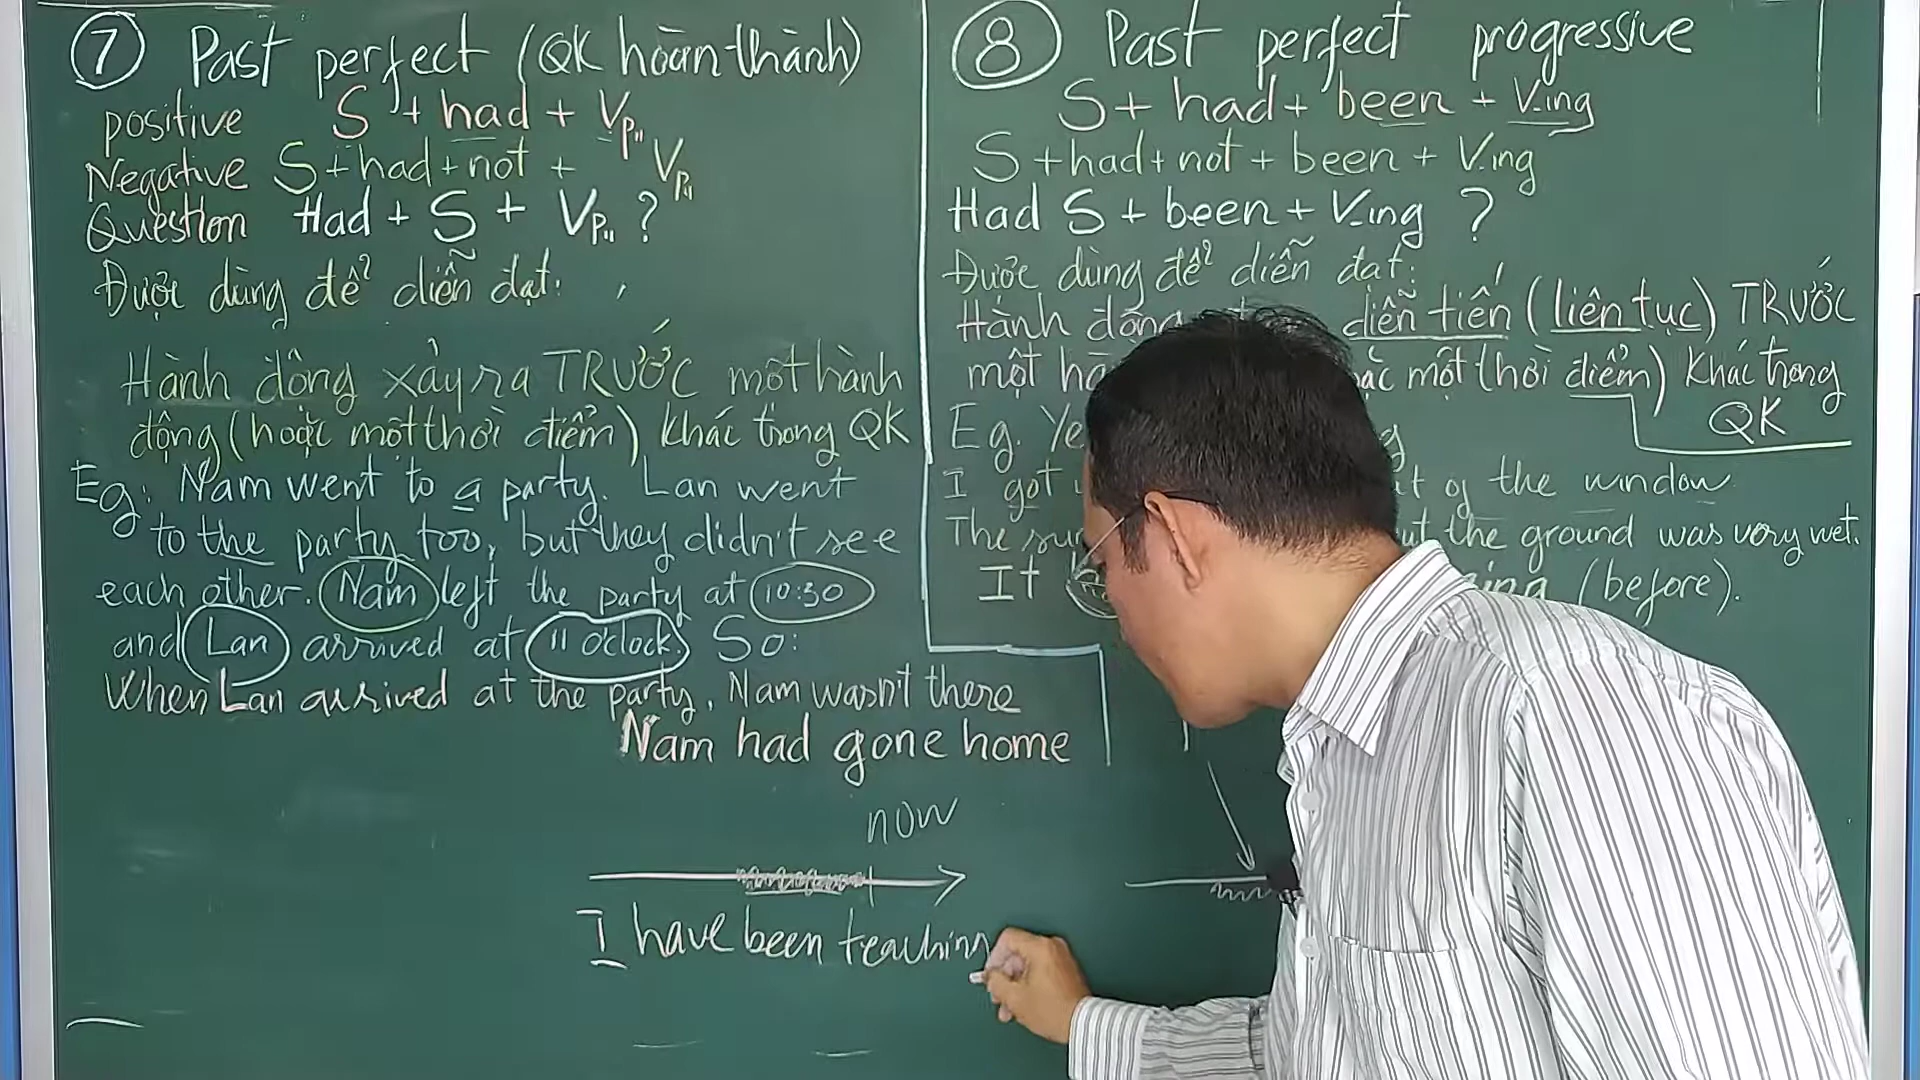 ⑦ Past perfect (QK hoàn thành)
positive S + had + Vp.ıı
Negative S + had + not + Vp.ıı
Question Had + S + Vp.ıı ?
Được dùng để diễn đạt:
Hành động xảy ra TRƯỚC một hành
động (hoặc một thời điểm) khác trong QK
Eg: Nam went to a party. Lan went
to the party too, but they didn't see
each other. Nam left the party at 10:30
and Lan arrived at 11 o'clock. So:
When Lan arrived at the party, Nam wasn't there
Nam had gone home
⑧ Past perfect progressive
S + had + been + V-ing
S + had + not + been + V-ing
Had S + been + V-ing ?
Được dùng để diễn đạt:
Hành động diễn tiến (liên tục) TRƯỚC
một một thời điểm) khác trong
QK
Eg.
I got of the window
The the ground was very wet.
It (before).
now
I have been teaching